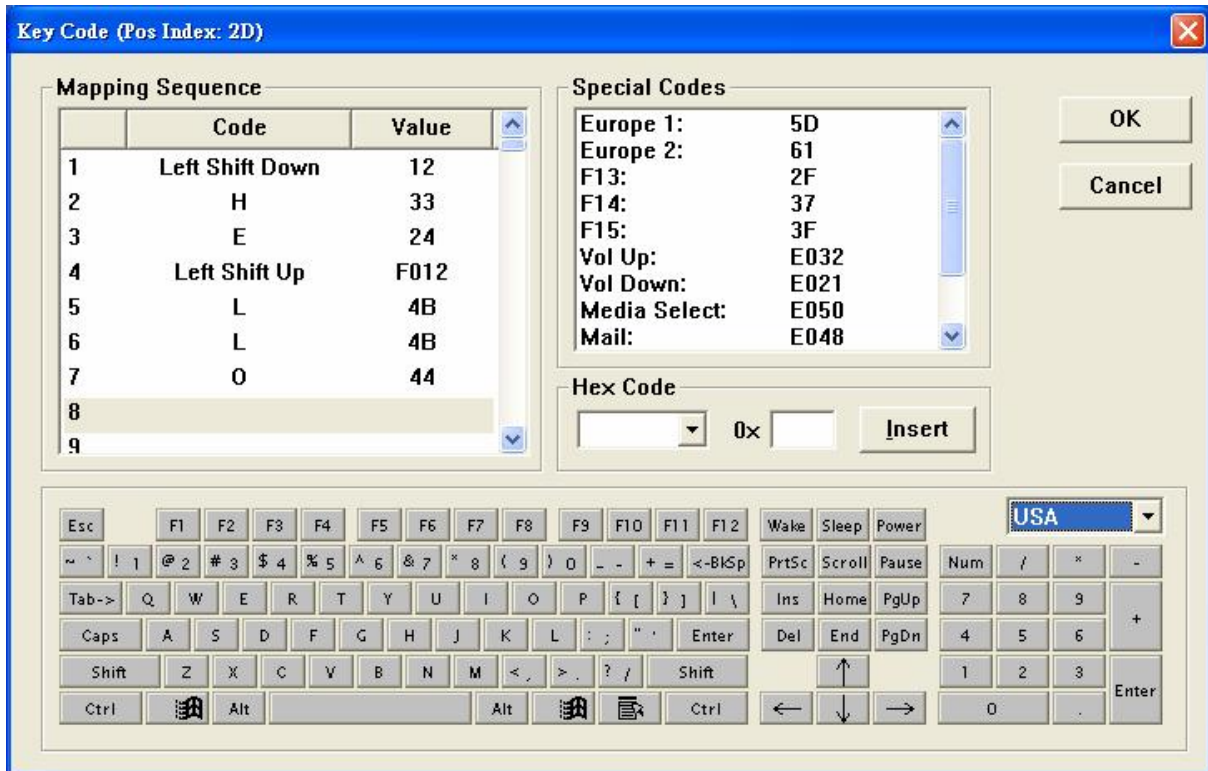 Key Code (Pos Index: 2D)
Mapping Sequence
Code Value
1 Left Shift Down 12
2 H 33
3 E 24
4 Left Shift Up F012
5 L 4B
6 L 4B
7 O 44
8
9
Special Codes
Europe 1: 5D
Europe 2: 61
F13: 2F
F14: 37
F15: 3F
Vol Up: E032
Vol Down: E021
Media Select: E050
Mail: E048
OK
Cancel
Hex Code
0x Insert
USA
Esc F1 F2 F3 F4 F5 F6 F7 F8 F9 F10 F11 F12 Wake Sleep Power
~ ` ! 1 @ 2 # 3 $ 4 % 5 ^ 6 & 7 * 8 ( 9 ) 0 _ - + = <-BkSp PrtSc Scroll Pause Num / * -
Tab-> Q W E R T Y U I O P { [ } ] | \ Ins Home PgUp 7 8 9 +
Caps A S D F G H J K L : ; " ' Enter Del End PgDn 4 5 6
Shift Z X C V B N M < , > . ? / Shift ↑ 1 2 3 Enter
Ctrl Alt Alt Ctrl ← ↓ → 0 .